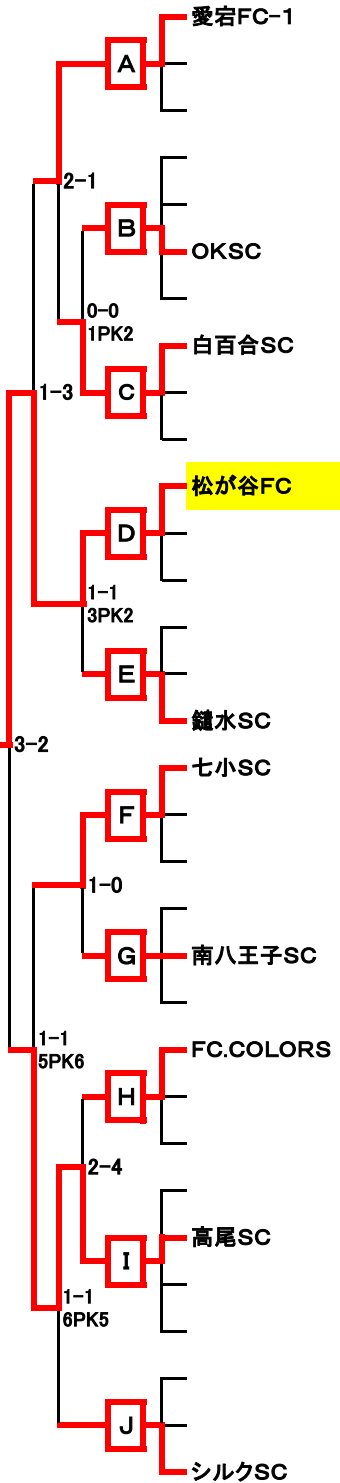 愛宕FC-1
A
2-1
B
OKSC
0-0
1PK2
白百合SC
C
1-3
松が谷FC
D
1-1
3PK2
E
鑓水SC
3-2
七小SC
F
1-0
G
南八王子SC
1-1
5PK6
FC.COLORS
H
2-4
高尾SC
I
1-1
6PK5
J
シルクSC